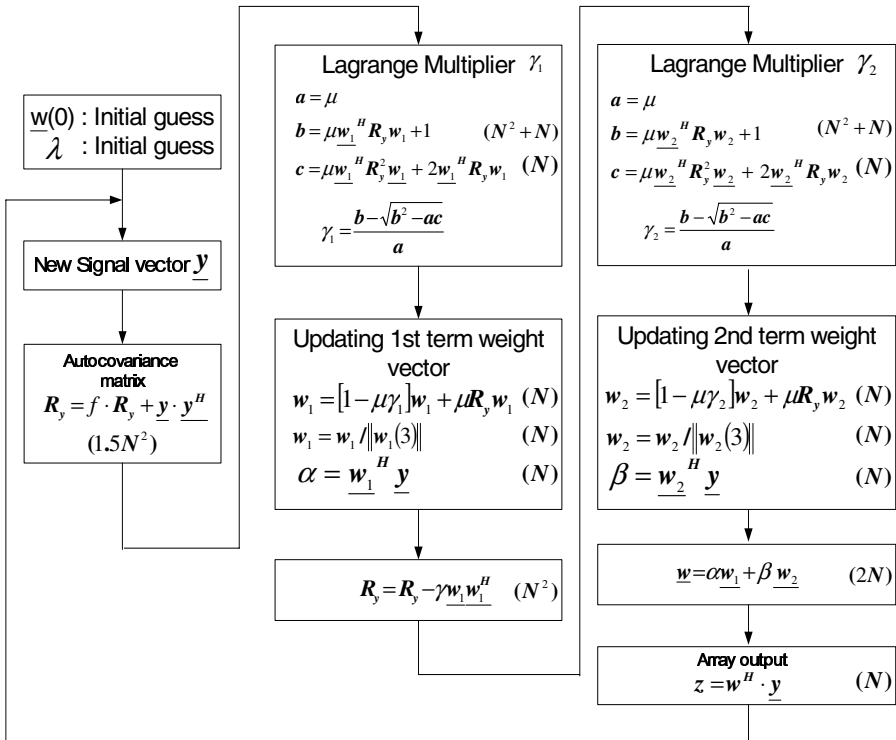 w(0) : Initial guess
λ : Initial guess
New Signal vector y
Autocovariance
matrix
R_y = f · R_y + y · y^H
(1.5N^2)
Lagrange Multiplier γ_1
a = μ
b = μw_1^H R_y w_1 + 1 (N^2 + N)
c = μw_1^H R_y^2 w_1 + 2w_1^H R_y w_1 (N)
γ_1 = (b − √(b^2 − ac)) / a
Updating 1st term weight
vector
w_1 = [1 − μγ_1]w_1 + μR_y w_1 (N)
w_1 = w_1 / ‖w_1(3)‖ (N)
α = w_1^H y (N)
R_y = R_y − γw_1 w_1^H (N^2)
Lagrange Multiplier γ_2
a = μ
b = μw_2^H R_y w_2 + 1 (N^2 + N)
c = μw_2^H R_y^2 w_2 + 2w_2^H R_y w_2 (N)
γ_2 = (b − √(b^2 − ac)) / a
Updating 2nd term weight
vector
w_2 = [1 − μγ_2]w_2 + μR_y w_2 (N)
w_2 = w_2 / ‖w_2(3)‖ (N)
β = w_2^H y (N)
w = αw_1 + β w_2 (2N)
Array output
z = w^H · y (N)